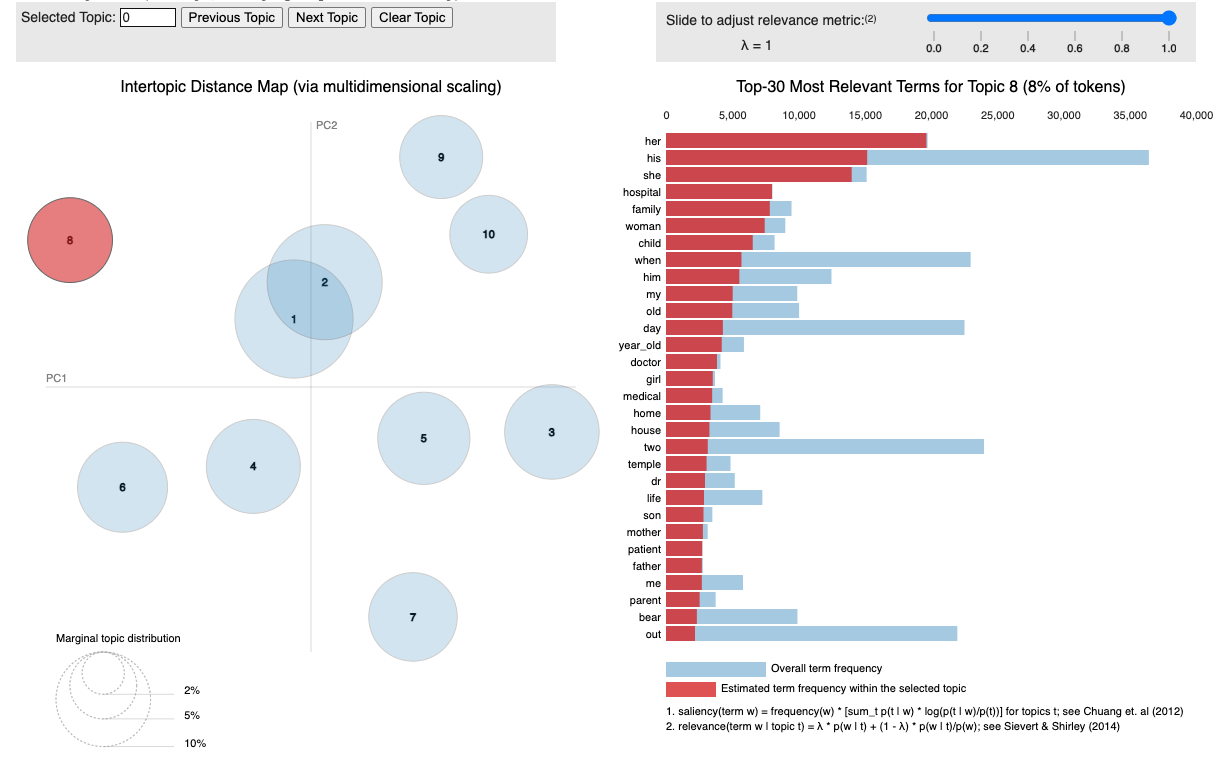 Selected Topic: 0 Previous Topic Next Topic Clear Topic
Slide to adjust relevance metric:(2)
λ = 1
0.0 0.2 0.4 0.6 0.8 1.0
Intertopic Distance Map (via multidimensional scaling)
PC2
PC1
9
10
8
2
1
5
3
4
6
7
Marginal topic distribution
2%
5%
10%
Top-30 Most Relevant Terms for Topic 8 (8% of tokens)
0 5,000 10,000 15,000 20,000 25,000 30,000 35,000 40,000
her
his
she
hospital
family
woman
child
when
him
my
old
day
year_old
doctor
girl
medical
home
house
two
temple
dr
life
son
mother
patient
father
me
parent
bear
out
Overall term frequency
Estimated term frequency within the selected topic
1. saliency(term w) = frequency(w) * [sum_t p(t | w) * log(p(t | w)/p(t))] for topics t; see Chuang et. al (2012)
2. relevance(term w | topic t) = λ * p(w | t) + (1 - λ) * p(w | t)/p(w); see Sievert & Shirley (2014)